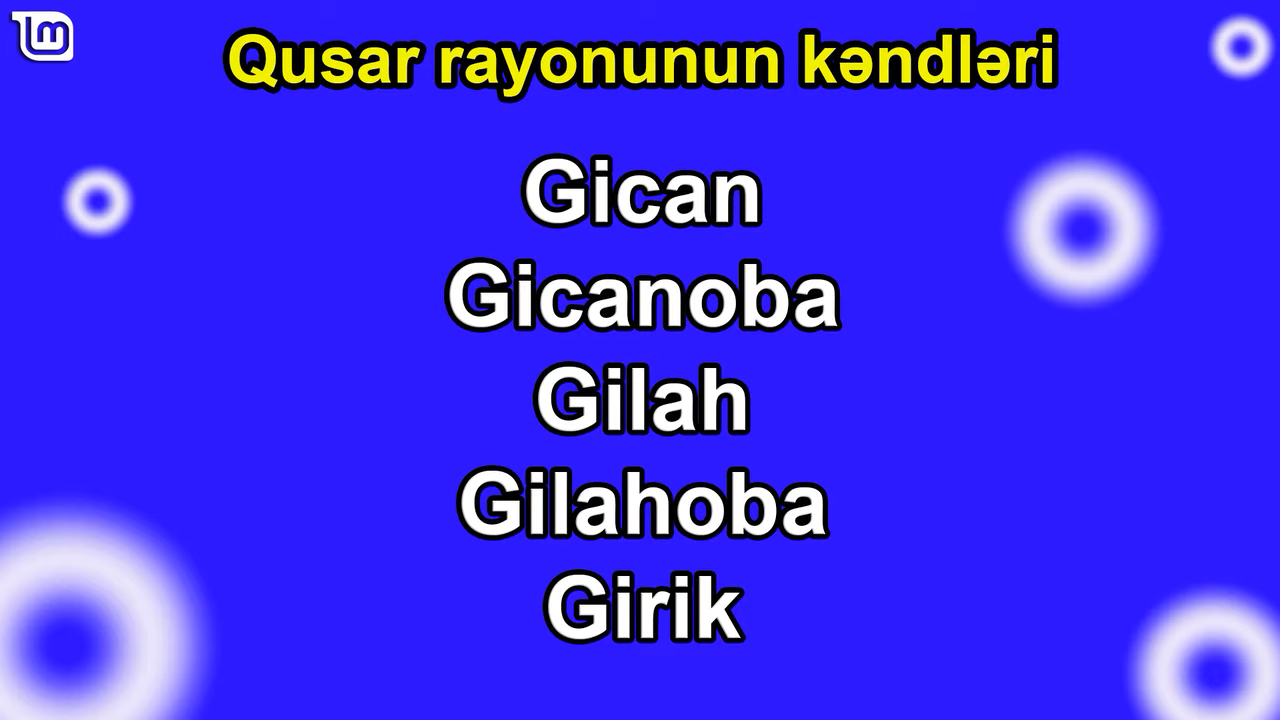 Qusar rayonunun kəndləri
Gican
Gicanoba
Gilah
Gilahoba
Girik